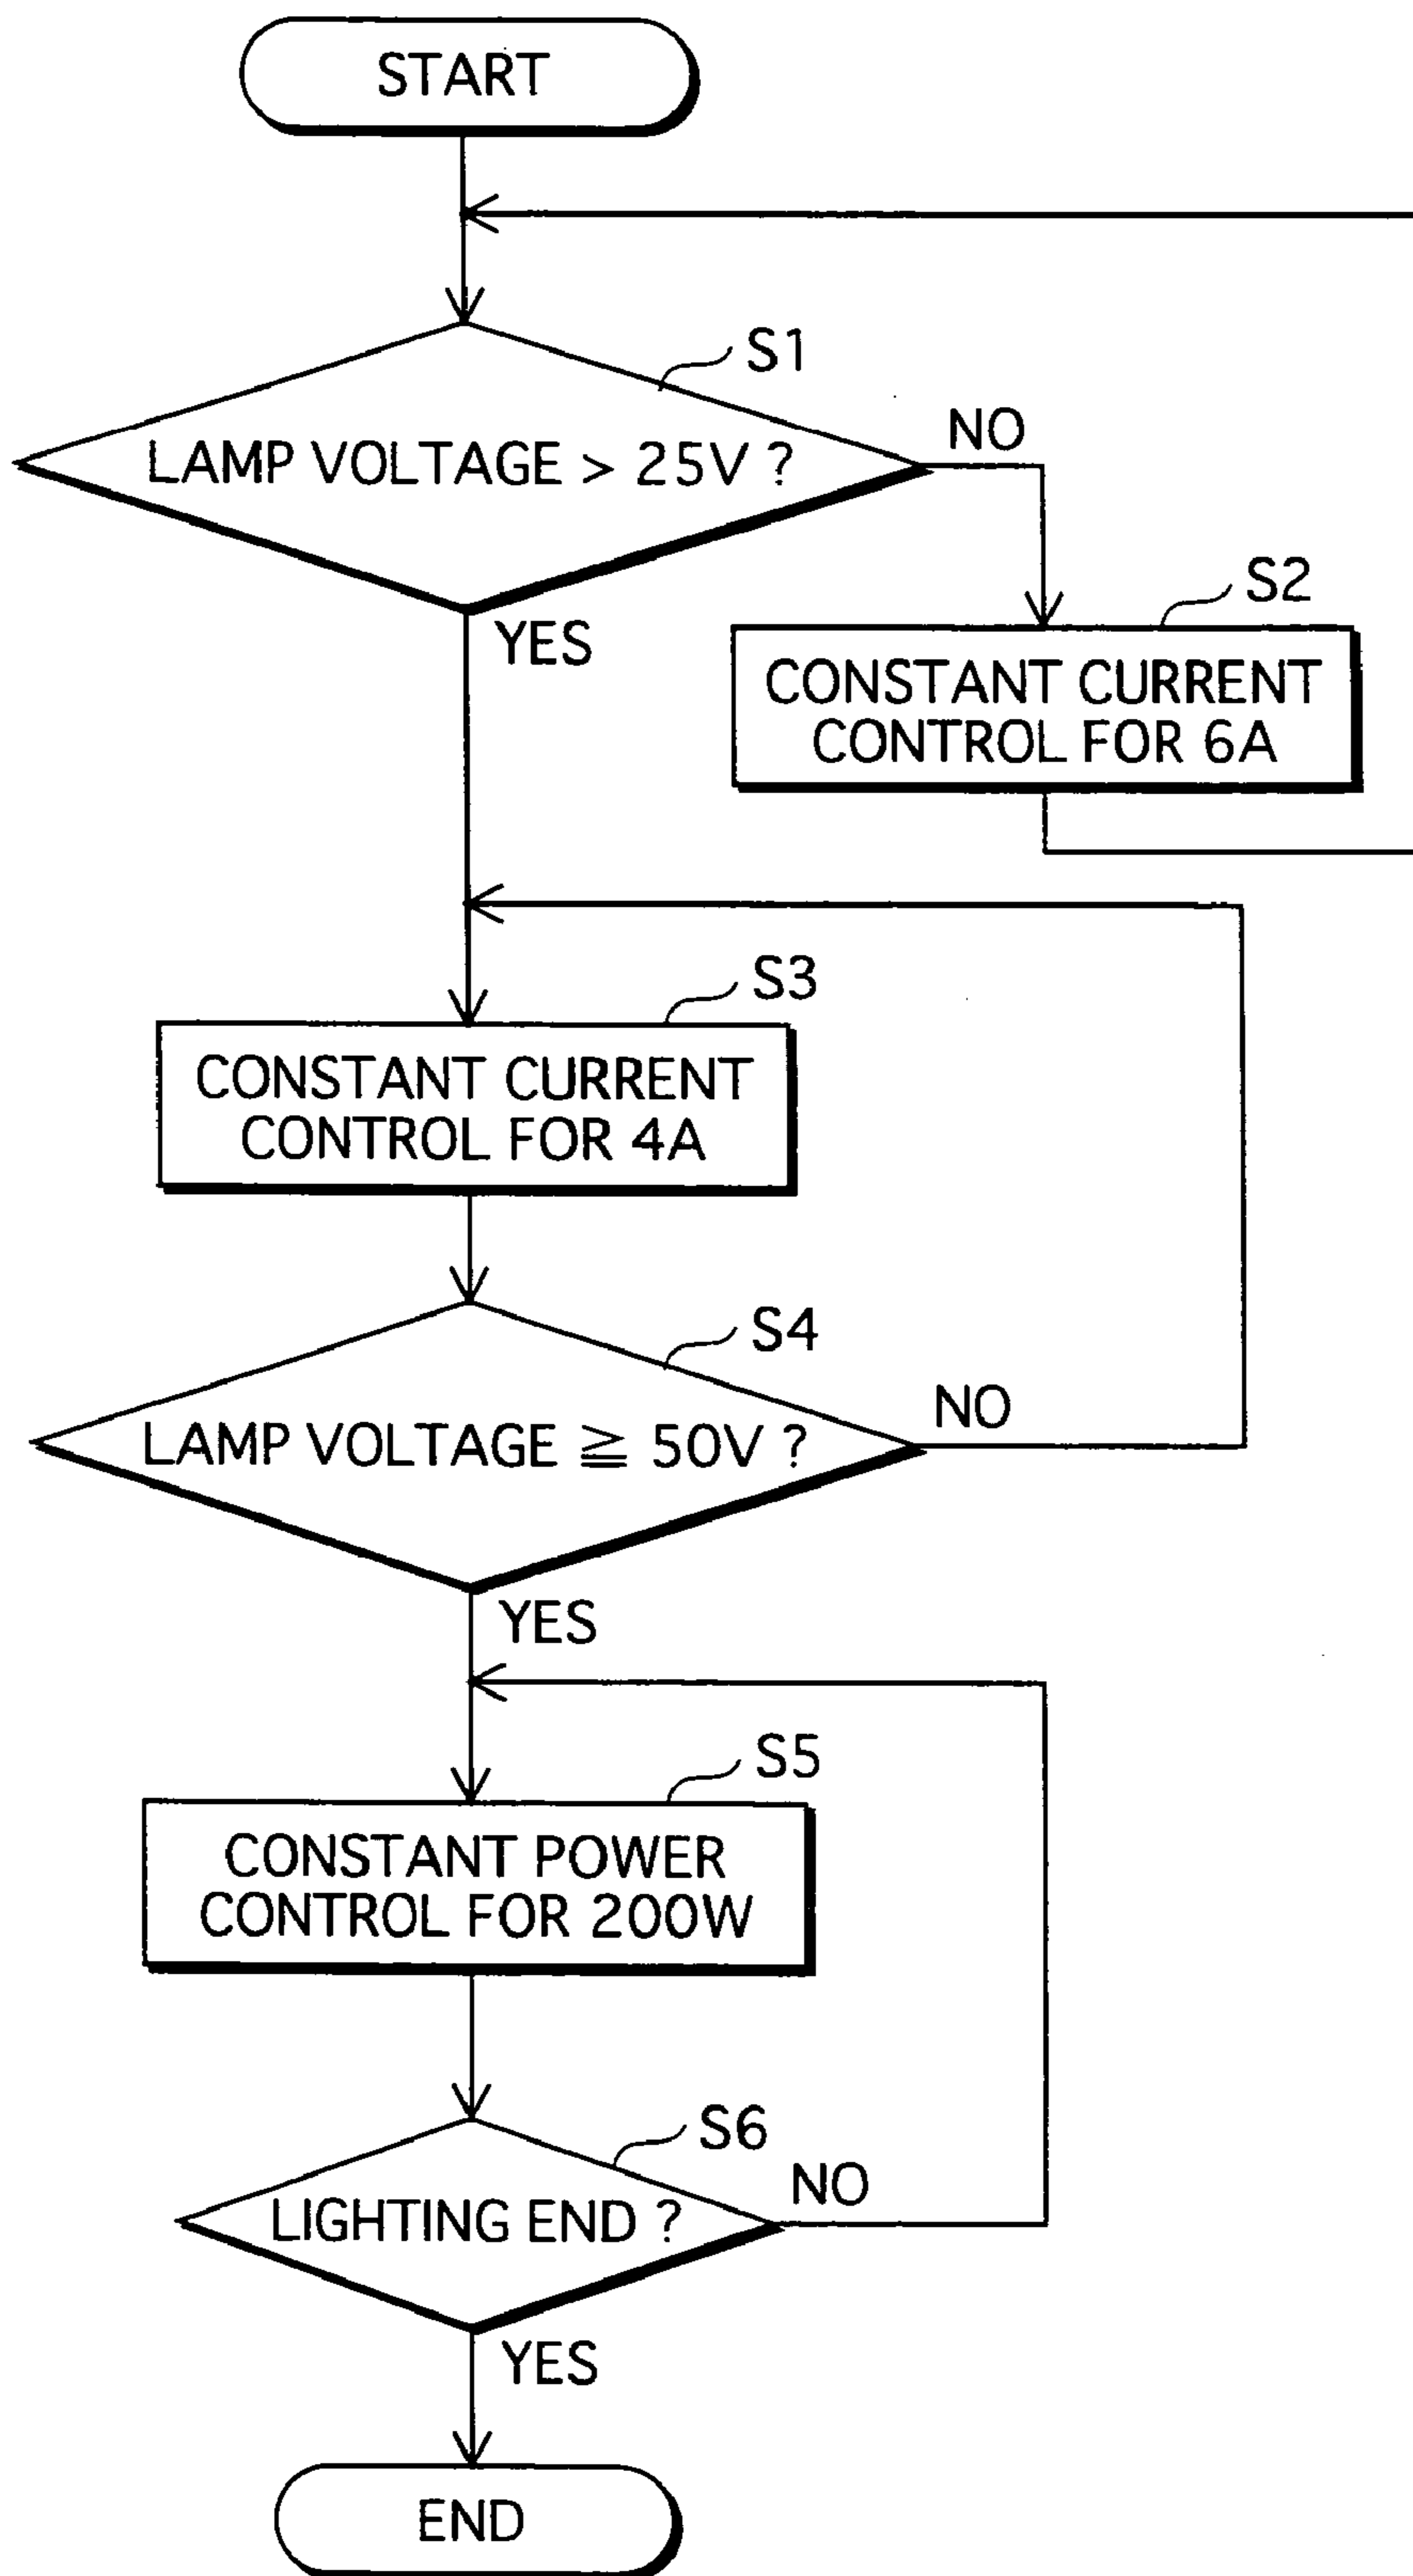 START
S1
LAMP VOLTAGE > 25V ?
NO
YES
S2
CONSTANT CURRENT
CONTROL FOR 6A
S3
CONSTANT CURRENT
CONTROL FOR 4A
S4
LAMP VOLTAGE ≧ 50V ?
NO
YES
S5
CONSTANT POWER
CONTROL FOR 200W
S6
LIGHTING END ?
NO
YES
END